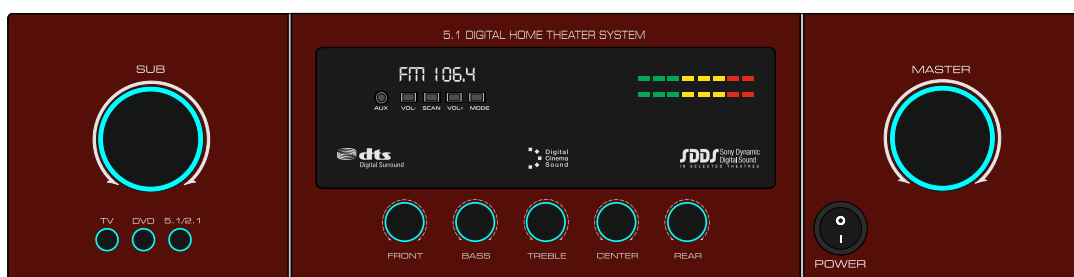 5.1 DIGITAL HOME THEATER SYSTEM
SUB
MASTER
FM 106.4
AUX VOL- SCAN VOL+ MODE
dts
Digital Surround
Digital
Cinema
Sound
SDDS Sony Dynamic
Digital Sound
IN SELECTED THEATRES
TV DVD 5.1/2.1
FRONT BASS TREBLE CENTER REAR
POWER